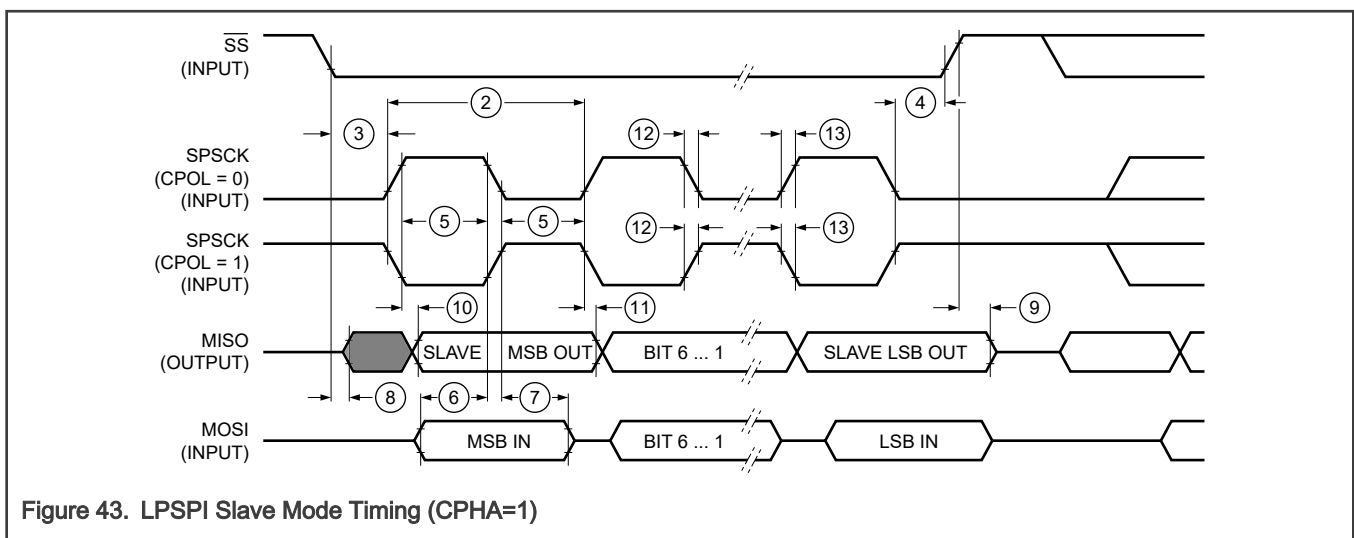 SS
(INPUT)
2
3
4
12
13
SPSCK
(CPOL = 0)
(INPUT)
5
5
12
13
SPSCK
(CPOL = 1)
(INPUT)
10
11
9
MISO
(OUTPUT)
SLAVE
MSB OUT
BIT 6 ... 1
SLAVE LSB OUT
8
6
7
MOSI
(INPUT)
MSB IN
BIT 6 ... 1
LSB IN
Figure 43. LPSPI Slave Mode Timing (CPHA=1)